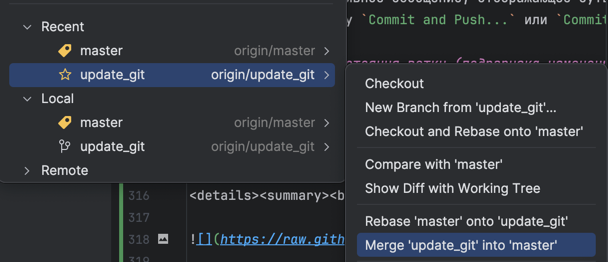 Recent
master origin/master
update_git origin/update_git
Local
master origin/master
update_git origin/update_git
Remote
Checkout
New Branch from 'update_git'...
Checkout and Rebase onto 'master'
Compare with 'master'
Show Diff with Working Tree
Rebase 'master' onto 'update_git'
Merge 'update_git' into 'master'
у `Commit and Push...` или `Commit
316 <details><summary><b
317
318 ![](https://raw.gith